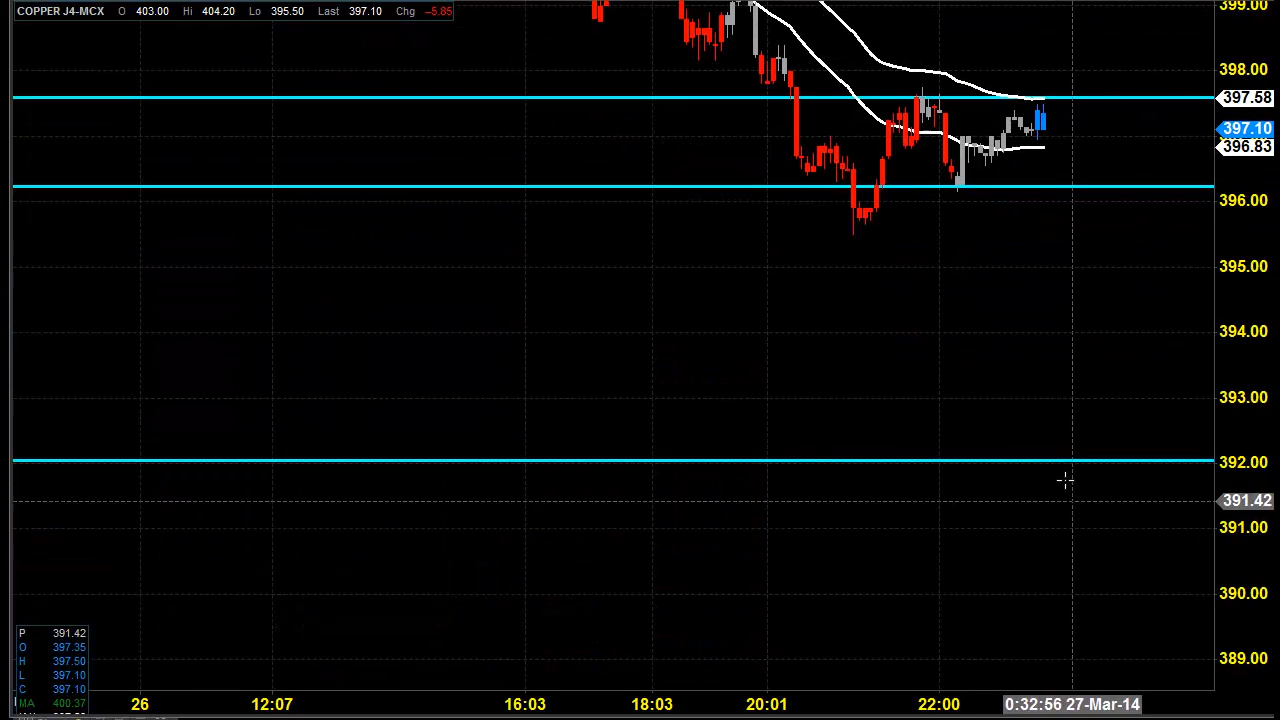 COPPER J4-MCX O 403.00 Hi 404.20 Lo 395.50 Last 397.10 Chg –5.85
399.00
398.00
397.58
397.10
396.83
396.00
395.00
394.00
393.00
392.00
391.42
391.00
390.00
389.00
P 391.42
O 397.35
H 397.50
L 397.10
C 397.10
MA 400.37
26 12:07 16:03 18:03 20:01 22:00 0:32:56 27-Mar-14